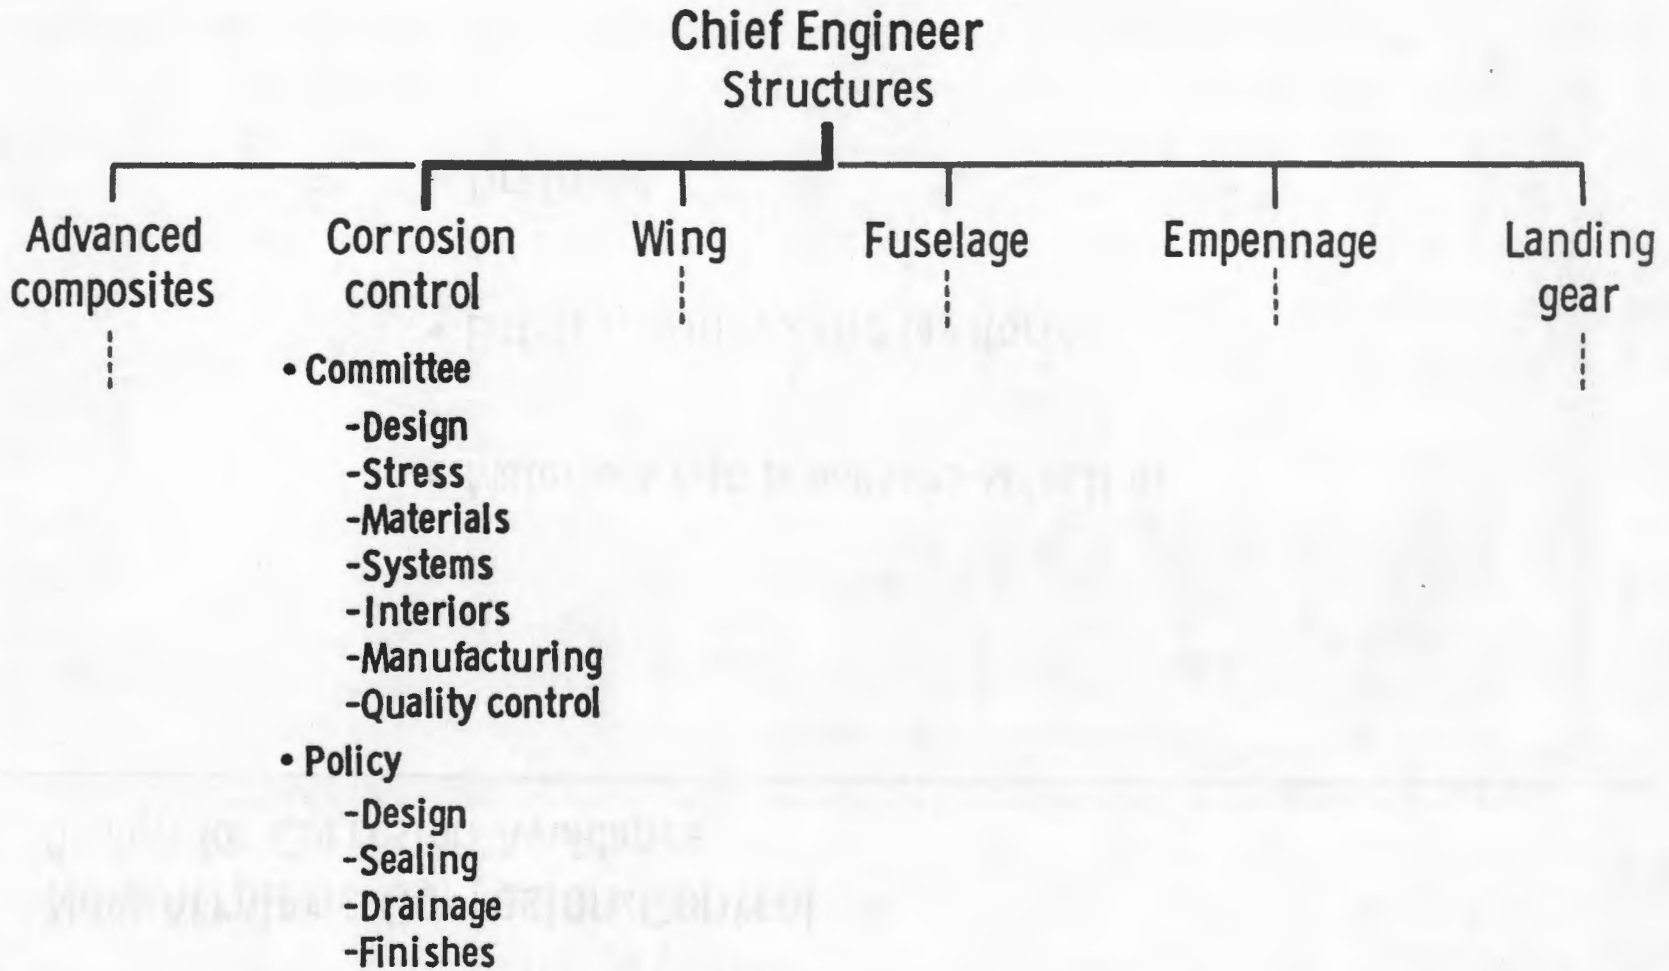 Chief Engineer
Structures
Advanced
composites
Corrosion
control
Wing
Fuselage
Empennage
Landing
gear
• Committee
-Design
-Stress
-Materials
-Systems
-Interiors
-Manufacturing
-Quality control
• Policy
-Design
-Sealing
-Drainage
-Finishes